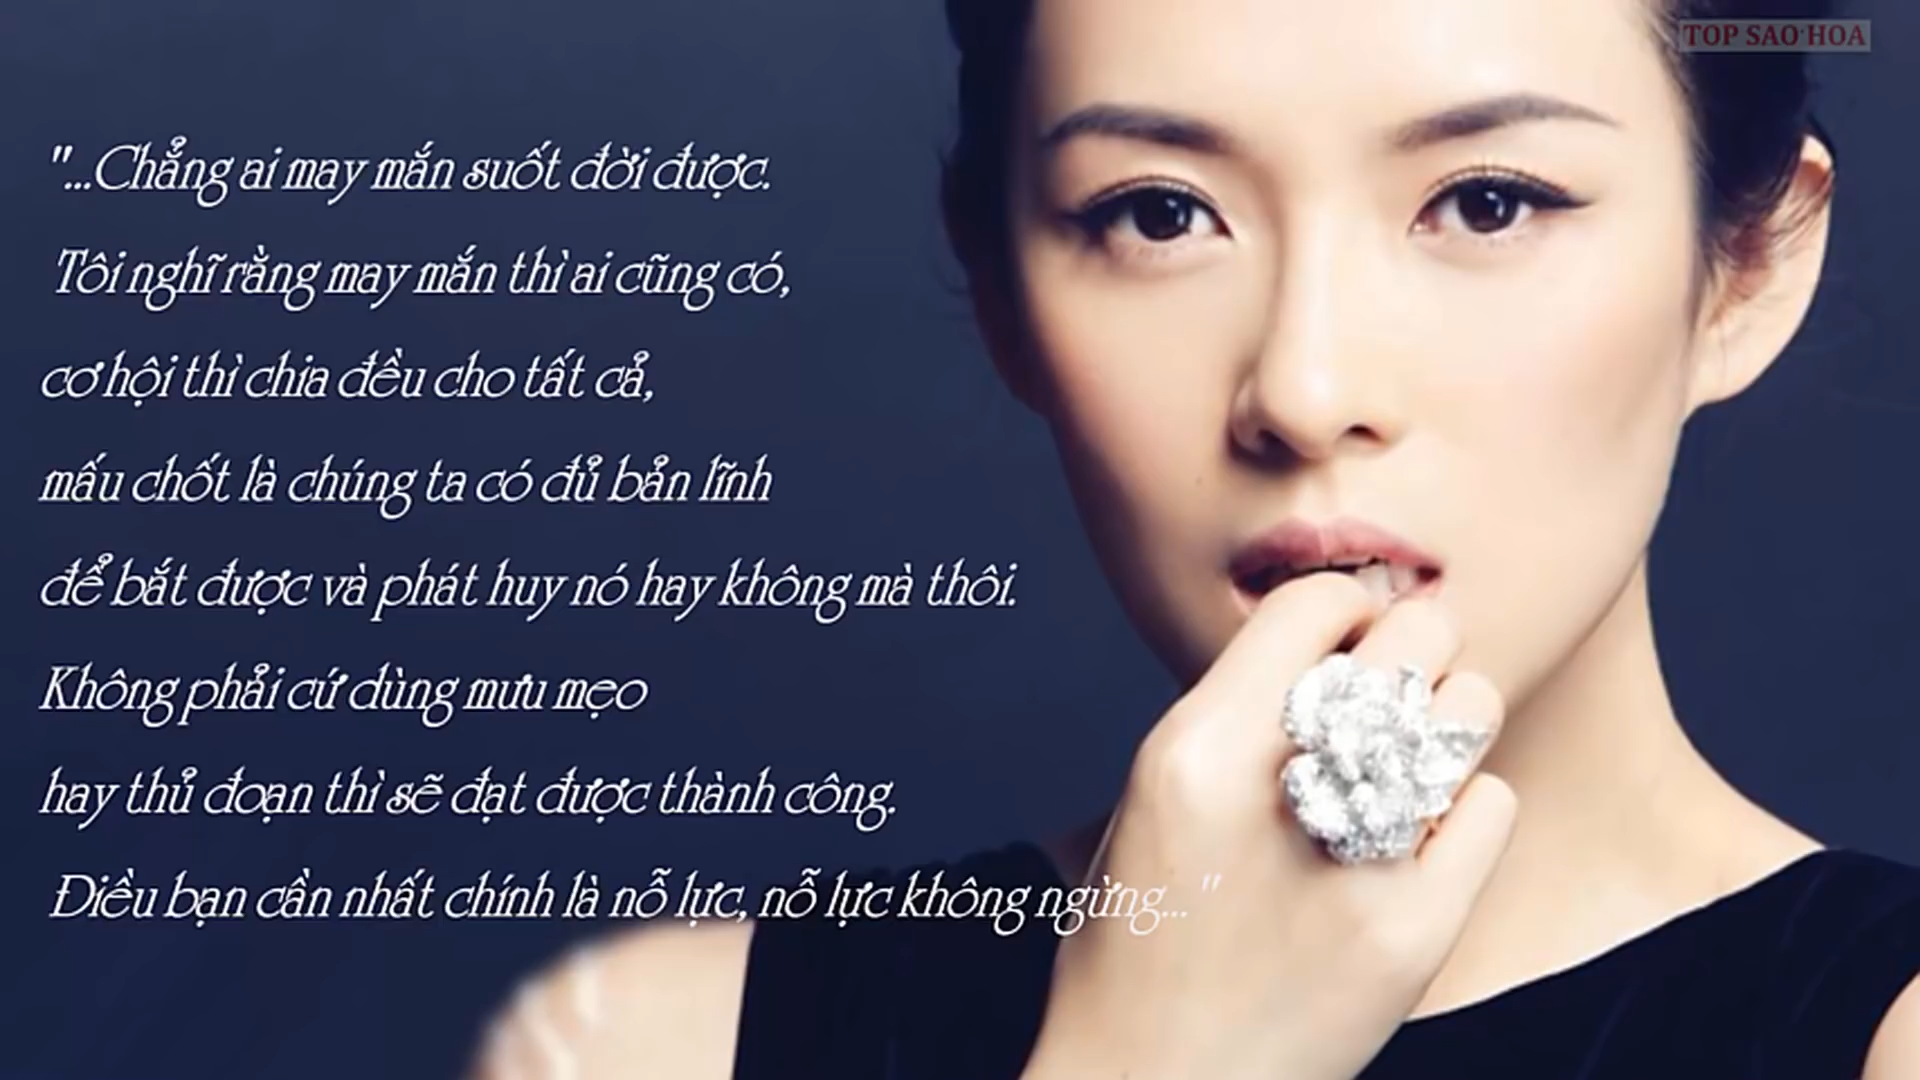 TOP SAO HOA
"...Chẳng ai may mắn suốt đời được.
Tôi nghĩ rằng may mắn thì ai cũng có,
cơ hội thì chia đều cho tất cả,
mấu chốt là chúng ta có đủ bản lĩnh
để bắt được và phát huy nó hay không mà thôi.
Không phải cứ dùng mưu mẹo
hay thủ đoạn thì sẽ đạt được thành công.
Điều bạn cần nhất chính là nỗ lực, nỗ lực không ngừng..."